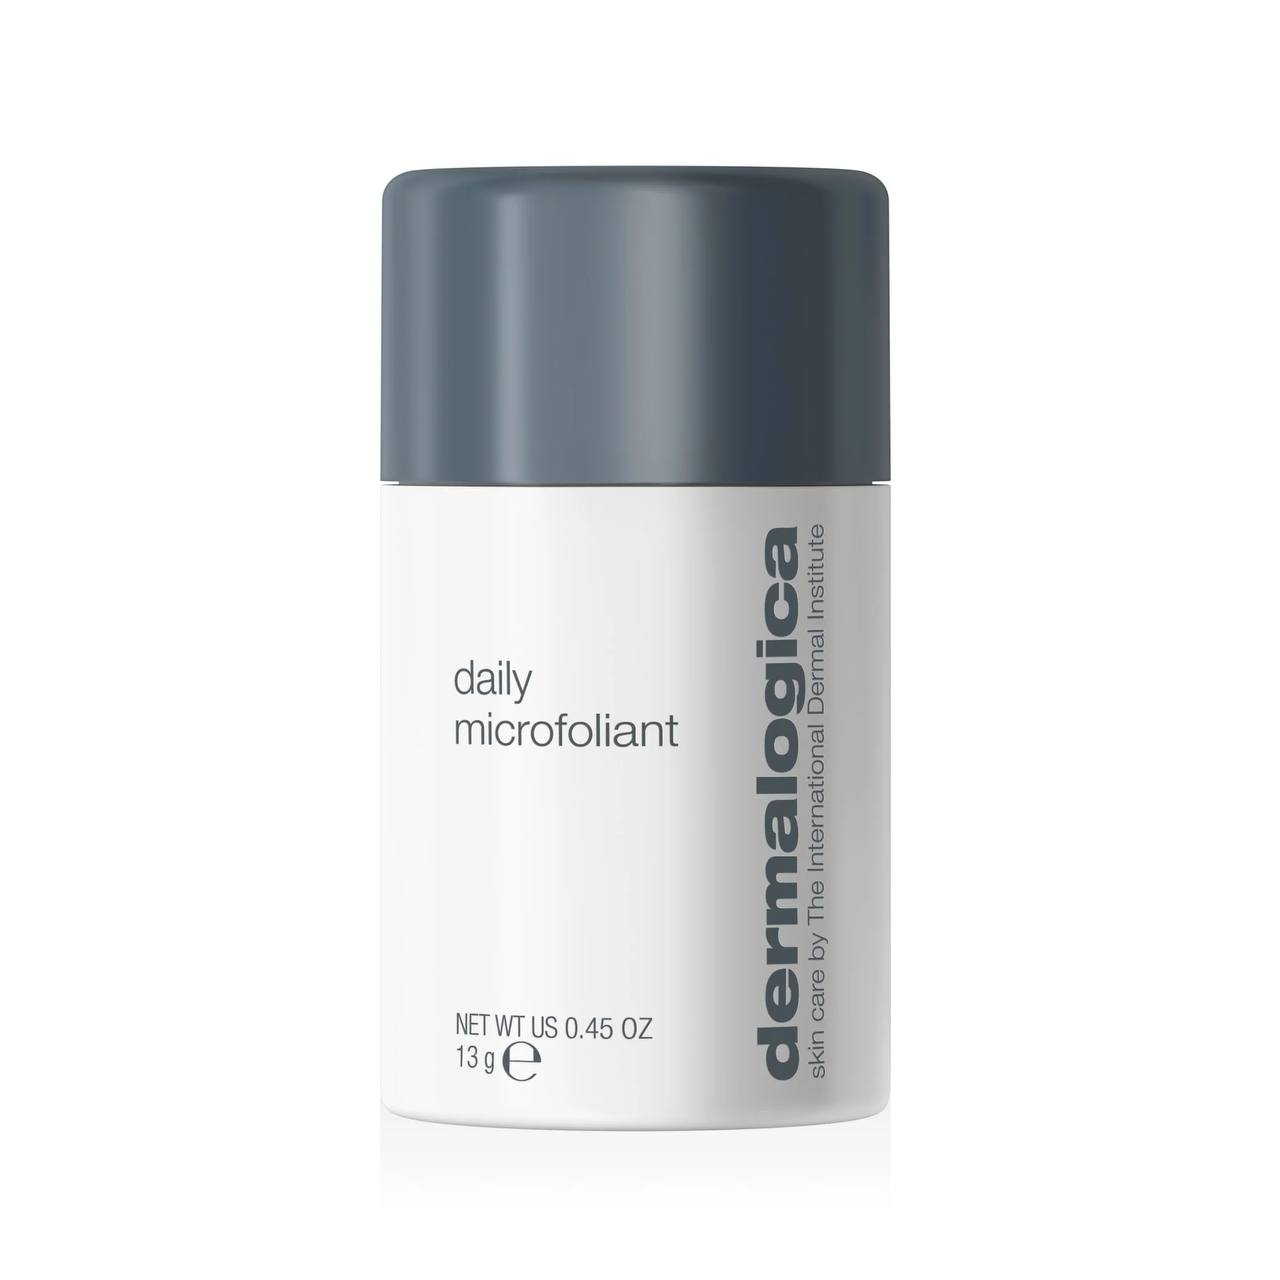 daily
microfoliant
NET WT US 0.45 OZ
13 g ℮
dermalogica
skin care by The International Dermal Institute